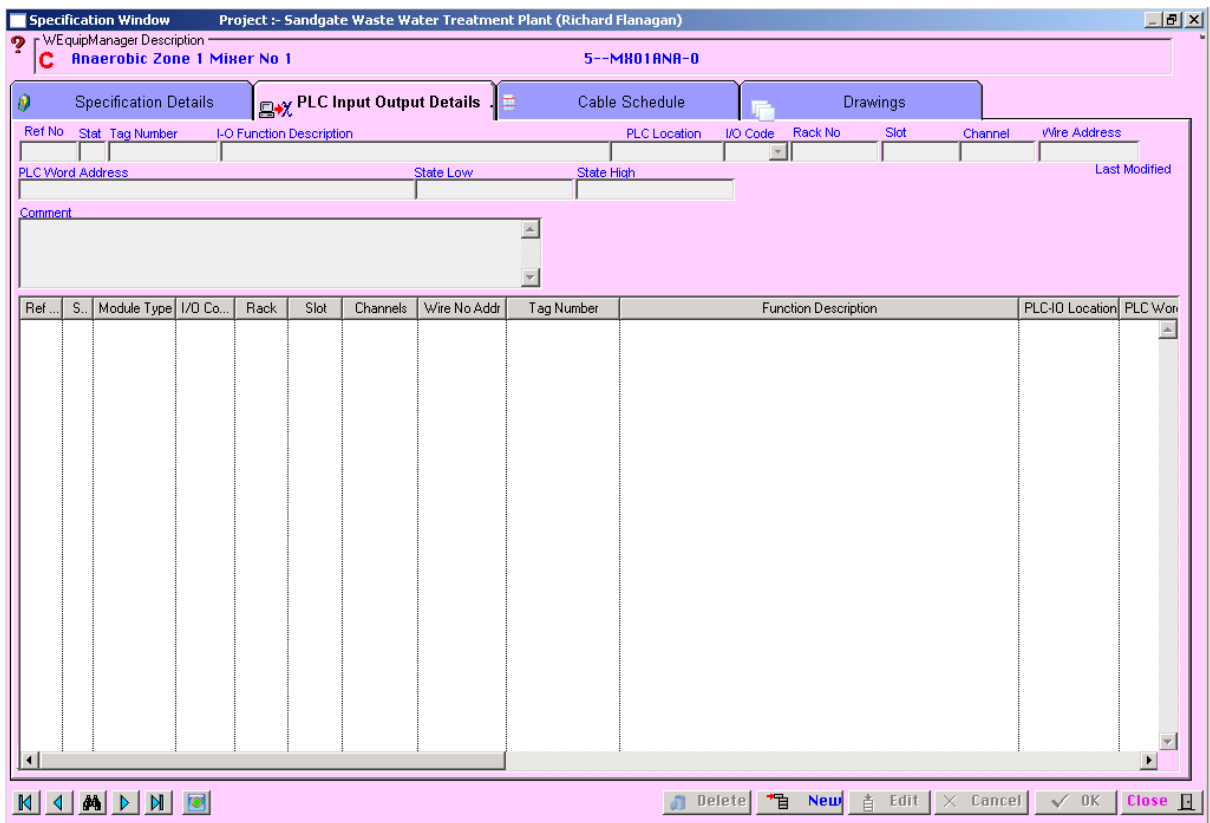 Specification Window Project :- Sandgate Waste Water Treatment Plant (Richard Flanagan)
? WEquipManager Description
C Anaerobic Zone 1 Mixer No 1 5--MX01ANA-0
Specification Details PLC Input Output Details . Cable Schedule Drawings
Ref No Stat Tag Number I-O Function Description PLC Location I/O Code Rack No Slot Channel Wire Address
PLC Word Address State Low State High Last Modified
Comment
Ref ... S.. Module Type I/O Co... Rack Slot Channels Wire No Addr Tag Number Function Description PLC-IO Location PLC Wor
Delete New Edit Cancel OK Close